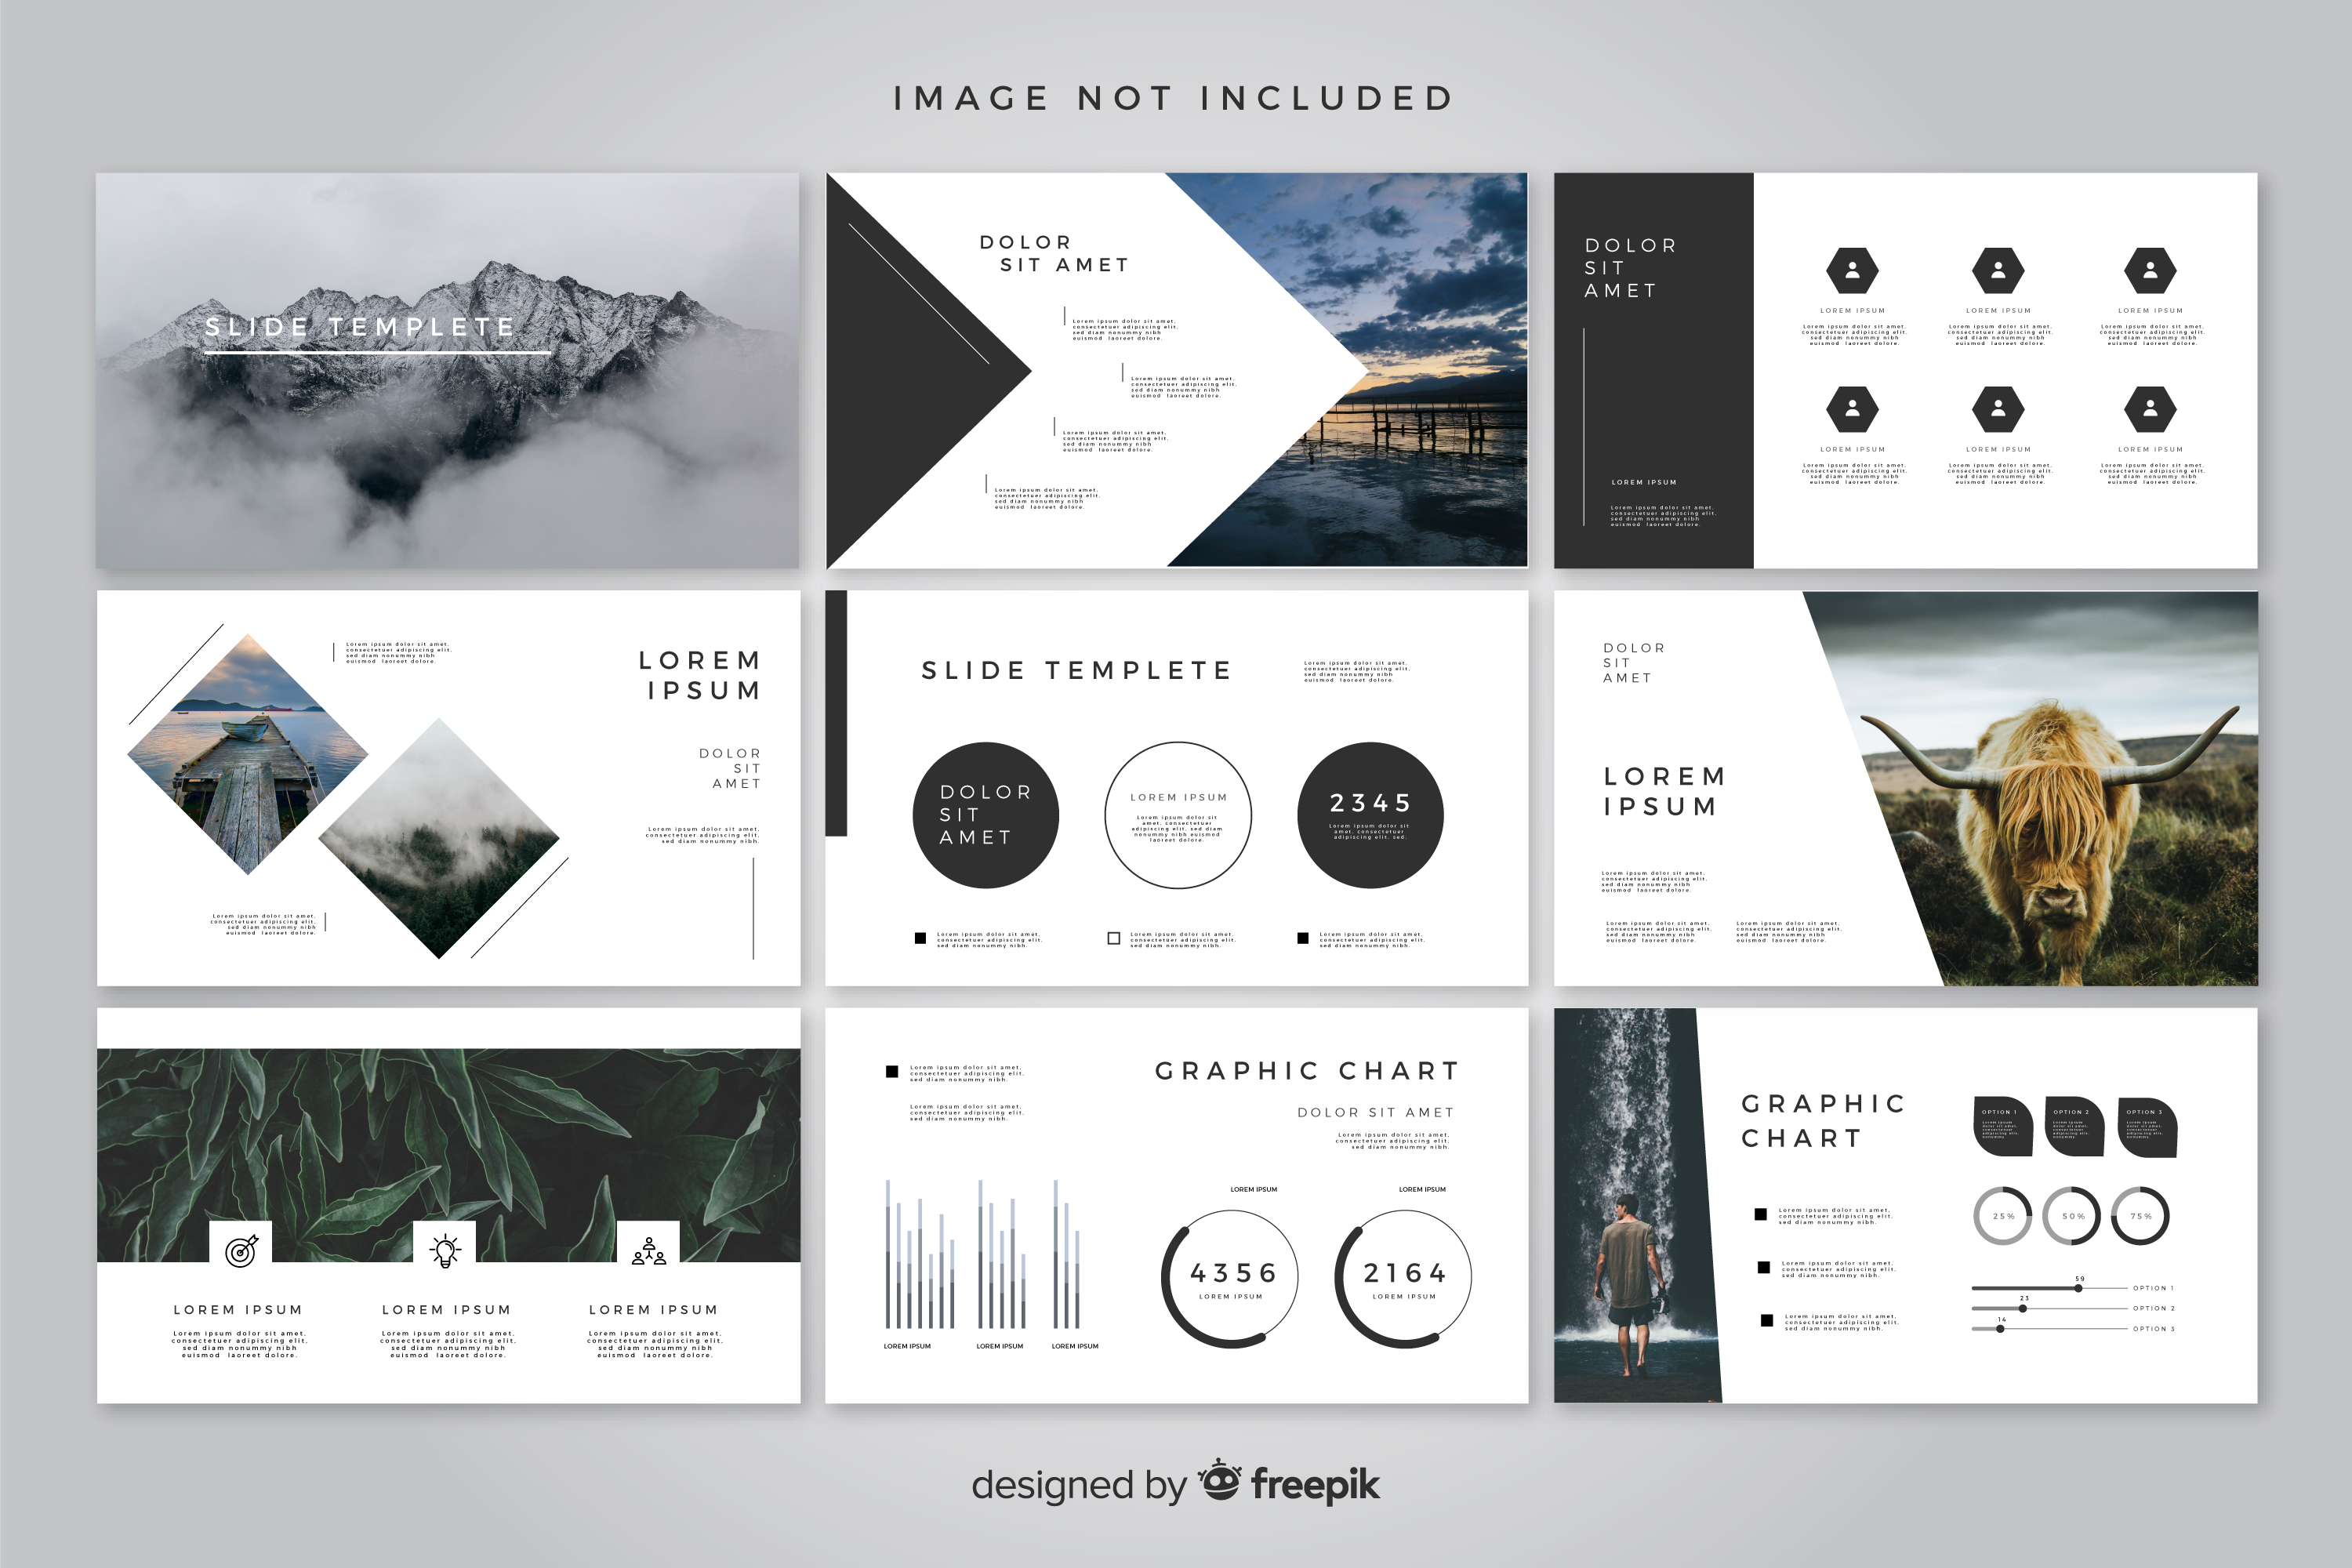 IMAGE NOT INCLUDED
SLIDE TEMPLETE
DOLOR
SIT AMET
Lorem ipsum dolor sit amet,
consectetuer adipiscing elit,
sed diam nonummy nibh
euismod laoreet dolore.
Lorem ipsum dolor sit amet,
consectetuer adipiscing elit,
sed diam nonummy nibh
euismod laoreet dolore.
Lorem ipsum dolor sit amet,
consectetuer adipiscing elit,
sed diam nonummy nibh
euismod laoreet dolore.
Lorem ipsum dolor sit amet,
consectetuer adipiscing elit,
sed diam nonummy nibh
euismod laoreet dolore.
DOLOR
SIT
AMET
LOREM IPSUM
Lorem ipsum dolor sit amet,
consectetuer adipiscing elit,
sed diam nonummy nibh
euismod laoreet dolore.
LOREM IPSUM
Lorem ipsum dolor sit amet,
consectetuer adipiscing elit,
sed diam nonummy nibh
euismod laoreet dolore.
LOREM IPSUM
Lorem ipsum dolor sit amet,
consectetuer adipiscing elit,
sed diam nonummy nibh
euismod laoreet dolore.
LOREM IPSUM
Lorem ipsum dolor sit amet,
consectetuer adipiscing elit,
sed diam nonummy nibh
euismod laoreet dolore.
LOREM IPSUM
Lorem ipsum dolor sit amet,
consectetuer adipiscing elit,
sed diam nonummy nibh
euismod laoreet dolore.
LOREM IPSUM
Lorem ipsum dolor sit amet,
consectetuer adipiscing elit,
sed diam nonummy nibh
euismod laoreet dolore.
LOREM IPSUM
Lorem ipsum dolor sit amet,
consectetuer adipiscing elit,
sed diam nonummy nibh
euismod laoreet dolore.
Lorem ipsum dolor sit amet,
consectetuer adipiscing elit,
sed diam nonummy nibh
euismod laoreet dolore.
LOREM
IPSUM
DOLOR
SIT
AMET
Lorem ipsum dolor sit amet,
consectetuer adipiscing elit,
sed diam nonummy nibh.
Lorem ipsum dolor sit amet,
consectetuer adipiscing elit,
sed diam nonummy nibh
euismod laoreet dolore.
SLIDE TEMPLETE
Lorem ipsum dolor sit amet,
consectetuer adipiscing elit,
sed diam nonummy nibh
euismod laoreet dolore.
DOLOR
SIT
AMET
LOREM IPSUM
Lorem ipsum dolor sit
amet, consectetuer
adipiscing elit, sed diam
nonummy nibh euismod
laoreet dolore.
2345
Lorem ipsum dolor sit
amet, consectetuer
adipiscing elit, sed.
Lorem ipsum dolor sit amet,
consectetuer adipiscing elit,
sed diam nonummy nibh.
Lorem ipsum dolor sit amet,
consectetuer adipiscing elit,
sed diam nonummy nibh.
Lorem ipsum dolor sit amet,
consectetuer adipiscing elit,
sed diam nonummy nibh.
DOLOR
SIT
AMET
LOREM
IPSUM
Lorem ipsum dolor sit amet,
consectetuer adipiscing elit,
sed diam nonummy nibh
euismod laoreet dolore.
Lorem ipsum dolor sit amet,
consectetuer adipiscing elit,
sed diam nonummy nibh
euismod laoreet dolore.
Lorem ipsum dolor sit amet,
consectetuer adipiscing elit,
sed diam nonummy nibh
euismod laoreet dolore.
LOREM IPSUM
Lorem ipsum dolor sit amet,
consectetuer adipiscing elit,
sed diam nonummy nibh
euismod laoreet dolore.
LOREM IPSUM
Lorem ipsum dolor sit amet,
consectetuer adipiscing elit,
sed diam nonummy nibh
euismod laoreet dolore.
LOREM IPSUM
Lorem ipsum dolor sit amet,
consectetuer adipiscing elit,
sed diam nonummy nibh
euismod laoreet dolore.
Lorem ipsum dolor sit amet,
consectetuer adipiscing elit,
sed diam nonummy nibh.
Lorem ipsum dolor sit amet,
consectetuer adipiscing elit,
sed diam nonummy nibh.
GRAPHIC CHART
DOLOR SIT AMET
Lorem ipsum dolor sit amet,
consectetuer adipiscing elit,
sed diam nonummy nibh.
LOREM IPSUM
LOREM IPSUM
LOREM IPSUM
LOREM IPSUM
4356
LOREM IPSUM
LOREM IPSUM
2164
LOREM IPSUM
GRAPHIC
CHART
Lorem ipsum dolor sit amet,
consectetuer adipiscing elit,
sed diam nonummy nibh.
Lorem ipsum dolor sit amet,
consectetuer adipiscing elit,
sed diam nonummy nibh.
Lorem ipsum dolor sit amet,
consectetuer adipiscing elit,
sed diam nonummy nibh.
OPTION 1
Lorem ipsum
dolor sit amet,
consectetuer
adipiscing elit,
nonummy.
OPTION 2
Lorem ipsum
dolor sit amet,
consectetuer
adipiscing elit,
nonummy.
OPTION 3
Lorem ipsum
dolor sit amet,
consectetuer
adipiscing elit,
nonummy.
25%
50%
75%
59
OPTION 1
23
OPTION 2
14
OPTION 3
designed by freepik